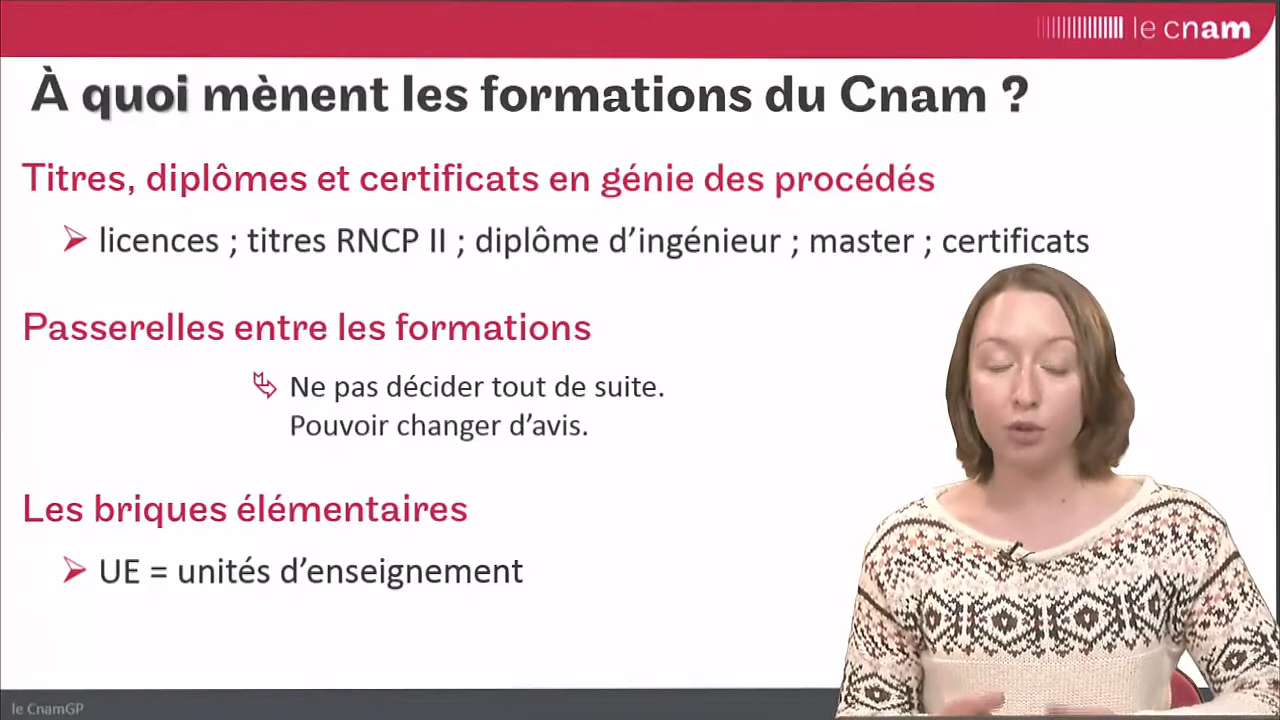 le cnam
À quoi mènent les formations du Cnam ?
Titres, diplômes et certificats en génie des procédés
licences ; titres RNCP II ; diplôme d’ingénieur ; master ; certificats
Passerelles entre les formations
Ne pas décider tout de suite.
Pouvoir changer d’avis.
Les briques élémentaires
UE = unités d’enseignement
le CnamGP